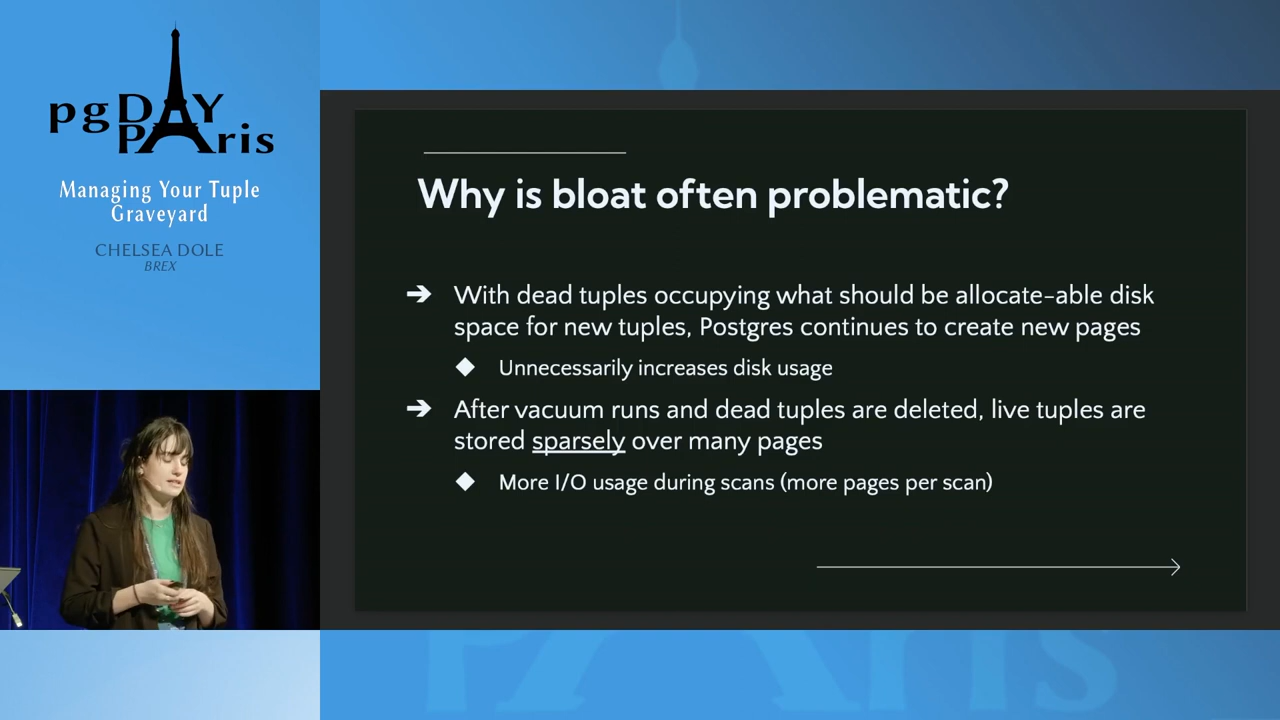 pgDAY
PAris
Managing Your Tuple
Graveyard
CHELSEA DOLE
BREX
Why is bloat often problematic?
➔ With dead tuples occupying what should be allocate-able disk
space for new tuples, Postgres continues to create new pages
◆ Unnecessarily increases disk usage
➔ After vacuum runs and dead tuples are deleted, live tuples are
stored sparsely over many pages
◆ More I/O usage during scans (more pages per scan)